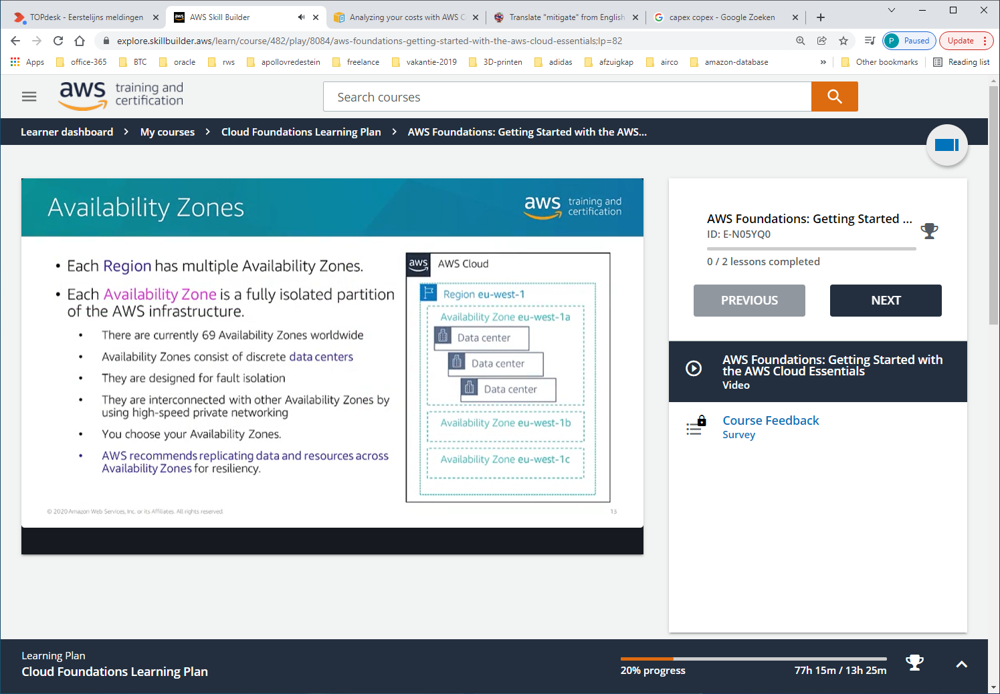 TOPdesk - Eerstelijns meldingen
AWS Skill Builder
Analyzing your costs with AWS C
Translate "mitigate" from English
capex copex - Google Zoeken
explore.skillbuilder.aws/learn/course/482/play/8084/aws-foundations-getting-started-with-the-aws-cloud-essentials;lp=82
P Paused
Update
Apps office-365 BTC oracle rws apollovredestein freelance vakantie-2019 3D-printen adidas afzuigkap airco amazon-database » Other bookmarks Reading list
aws training and
certification
Search courses
Learner dashboard > My courses > Cloud Foundations Learning Plan > AWS Foundations: Getting Started with the AWS...
Availability Zones
aws training and
certification
• Each Region has multiple Availability Zones.
• Each Availability Zone is a fully isolated partition
of the AWS infrastructure.
• There are currently 69 Availability Zones worldwide
• Availability Zones consist of discrete data centers
• They are designed for fault isolation
• They are interconnected with other Availability Zones by
using high-speed private networking
• You choose your Availability Zones.
• AWS recommends replicating data and resources across
Availability Zones for resiliency.
aws AWS Cloud
Region eu-west-1
Availability Zone eu-west-1a
Data center
Data center
Data center
Availability Zone eu-west-1b
Availability Zone eu-west-1c
© 2020 Amazon Web Services, Inc. or its Affiliates. All rights reserved.
13
AWS Foundations: Getting Started ...
ID: E-N05YQ0
0 / 2 lessons completed
PREVIOUS
NEXT
AWS Foundations: Getting Started with
the AWS Cloud Essentials
Video
Course Feedback
Survey
Learning Plan
Cloud Foundations Learning Plan
20% progress
77h 15m / 13h 25m